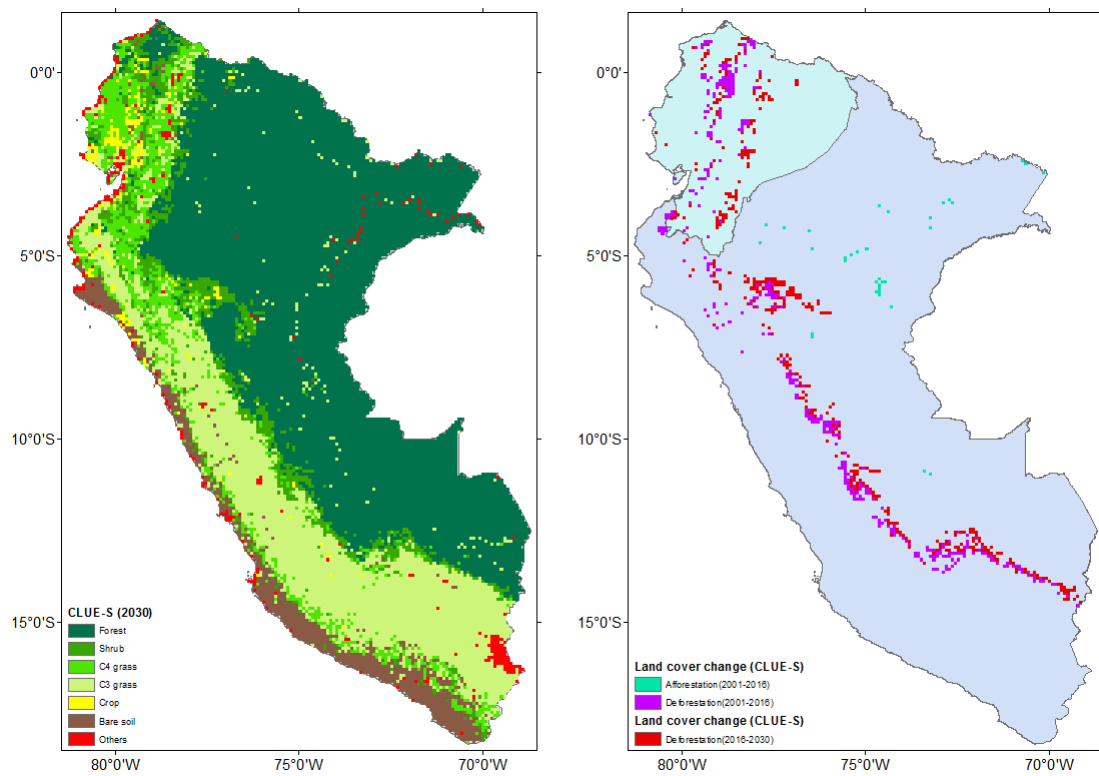 0°0'
5°0'S
10°0'S
15°0'S
CLUE-S (2030)
Forest
Shrub
C4 grass
C3 grass
Crop
Bare soil
Others
80°0'W
75°0'W
70°0'W
0°0'
5°0'S
10°0'S
15°0'S
Land cover change (CLUE-S)
Afforestation(2001-2016)
Deforestation(2001-2016)
Land cover change (CLUE-S)
Deforestation(2016-2030)
80°0'W
75°0'W
70°0'W